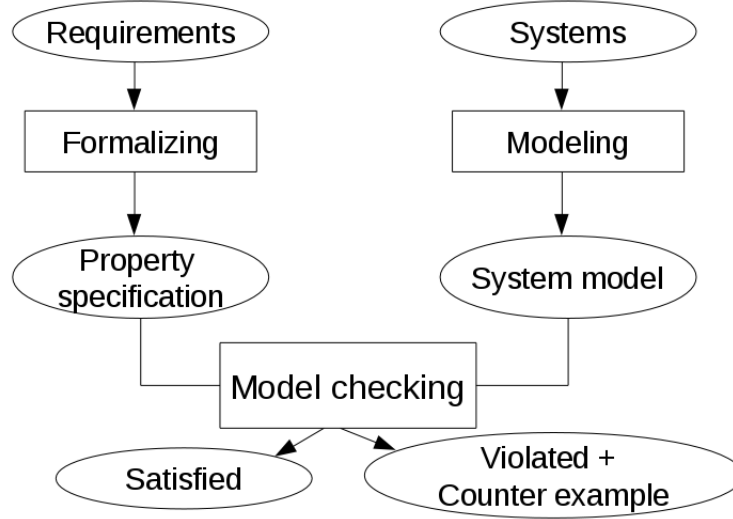 Requirements
Systems
Formalizing
Modeling
Property
specification
System model
Model checking
Satisfied
Violated +
Counter example